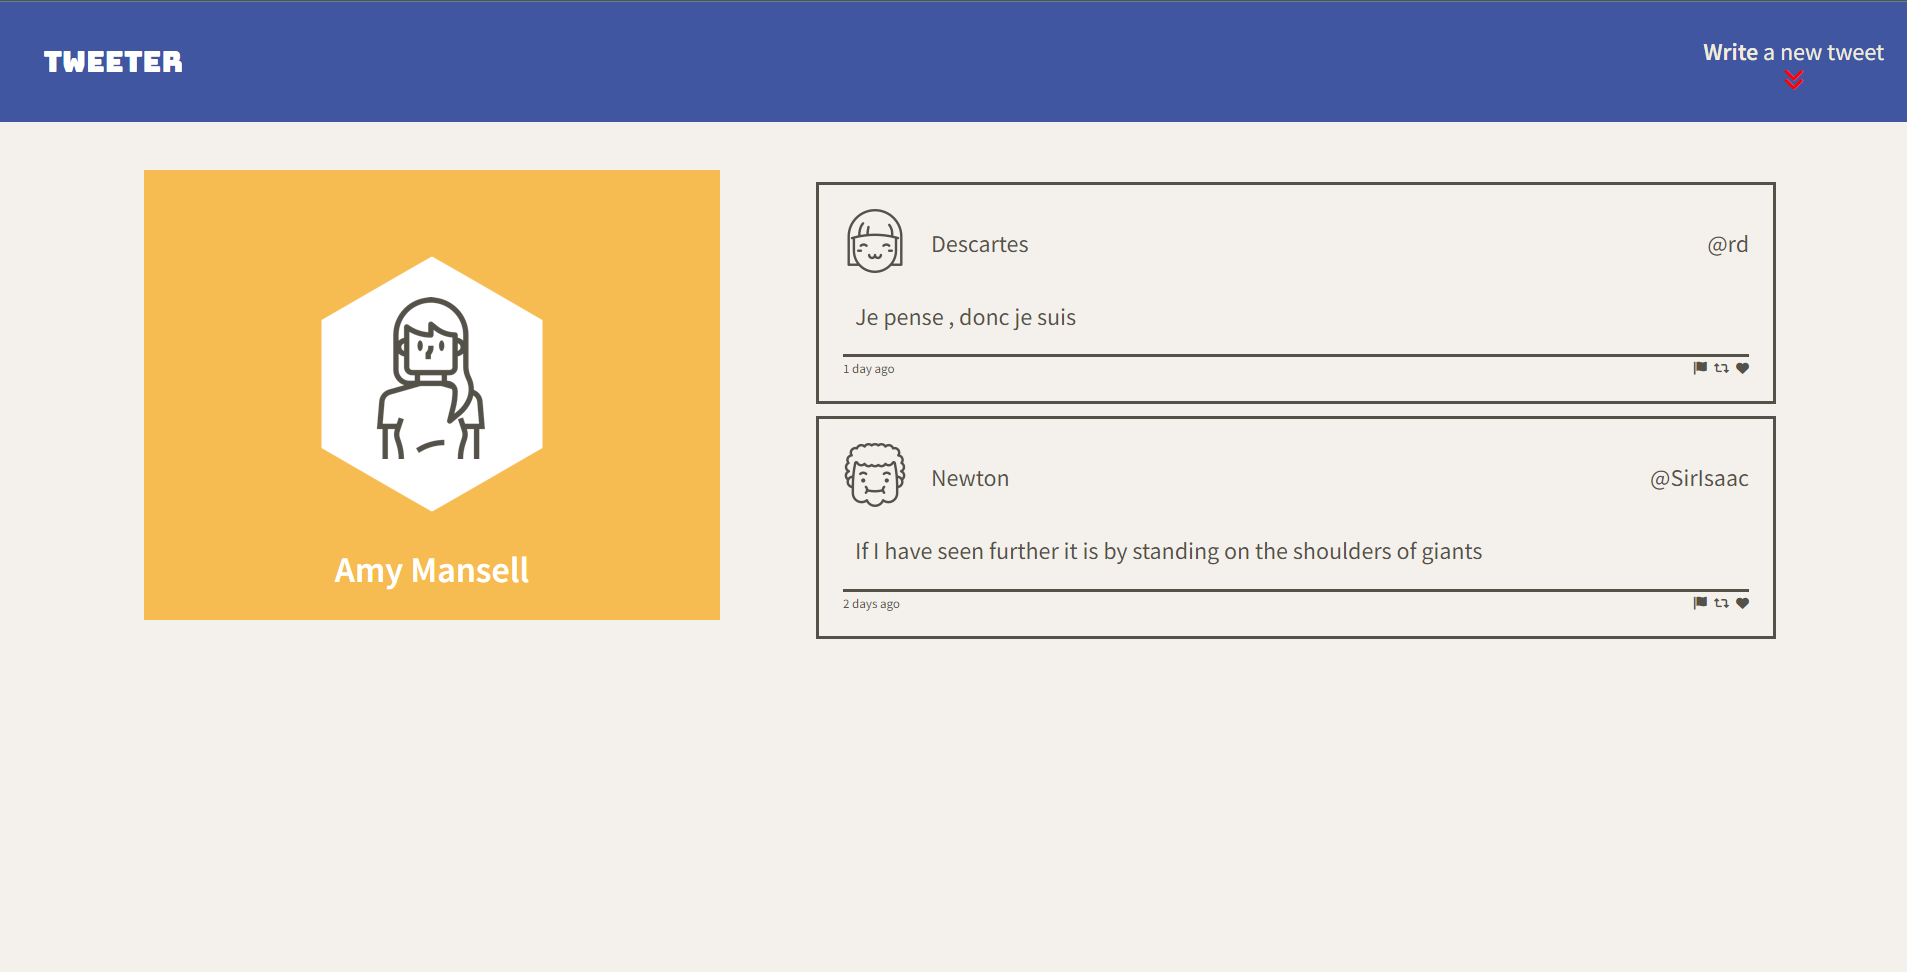 TWEETER
Write a new tweet
Amy Mansell
Descartes
@rd
Je pense , donc je suis
1 day ago
Newton
@SirIsaac
If I have seen further it is by standing on the shoulders of giants
2 days ago